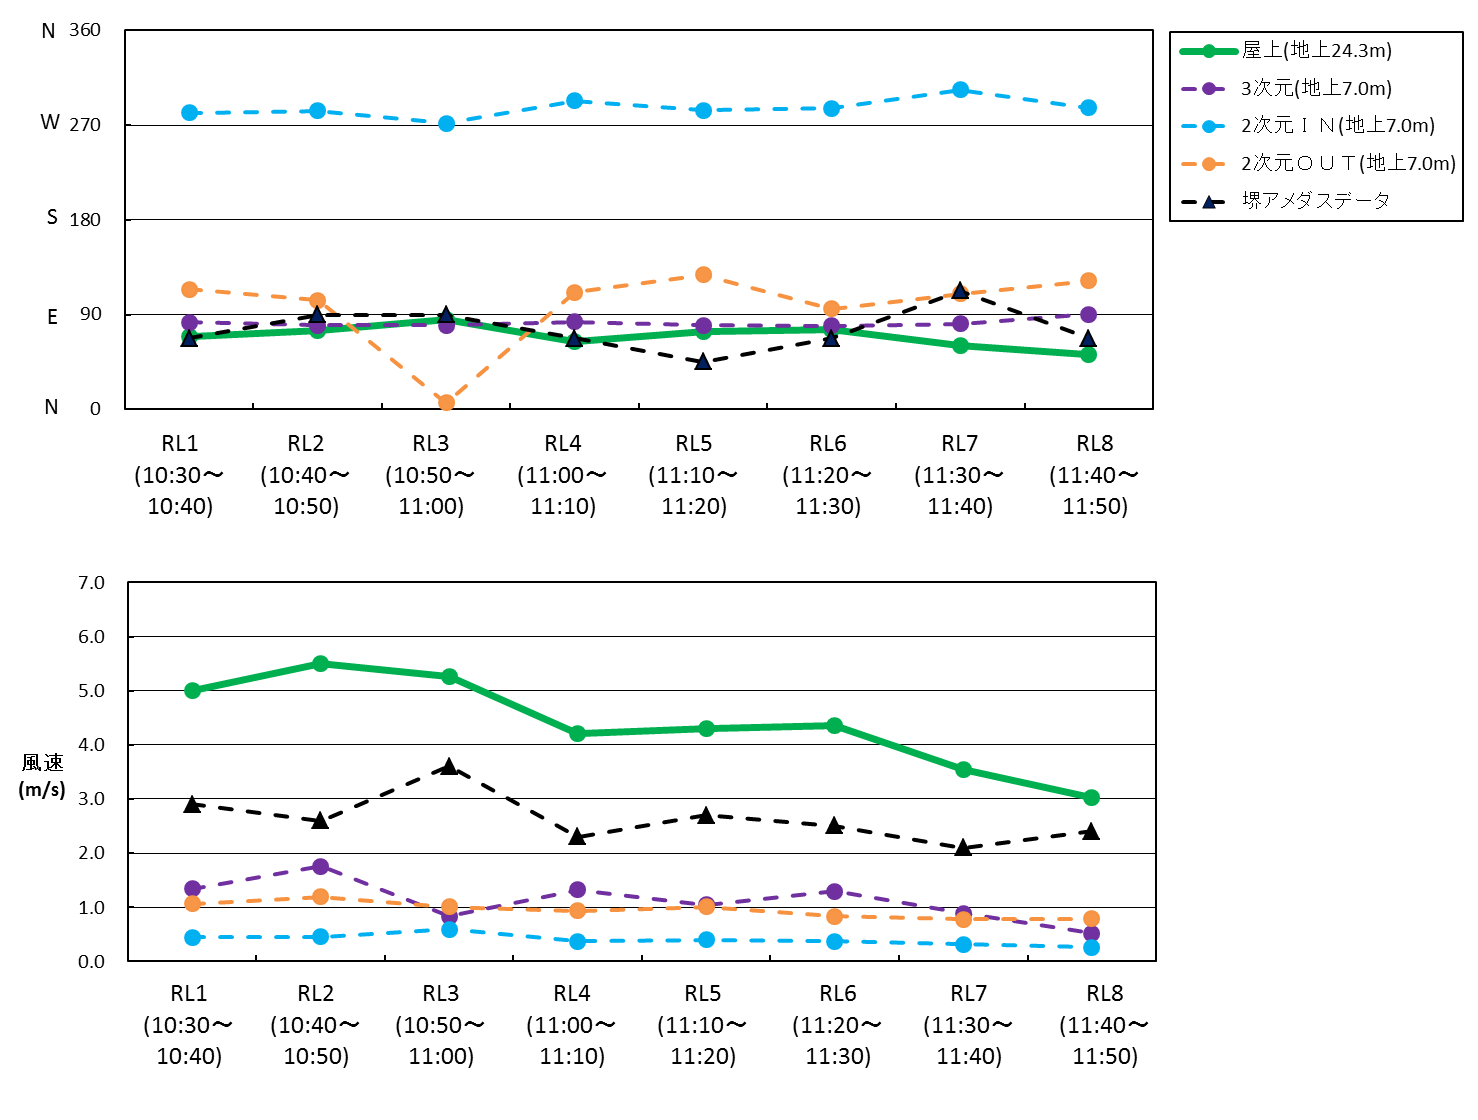 N 360
W 270
S 180
E 90
N 0
屋上(地上24.3m)
3次元(地上7.0m)
2次元ＩＮ(地上7.0m)
2次元ＯＵＴ(地上7.0m)
堺アメダスデータ
RL1 RL2 RL3 RL4 RL5 RL6 RL7 RL8
(10:30～ (10:40～ (10:50～ (11:00～ (11:10～ (11:20～ (11:30～ (11:40～
10:40) 10:50) 11:00) 11:10) 11:20) 11:30) 11:40) 11:50)
7.0
6.0
5.0
4.0
3.0
2.0
1.0
0.0
風速
(m/s)
RL1 RL2 RL3 RL4 RL5 RL6 RL7 RL8
(10:30～ (10:40～ (10:50～ (11:00～ (11:10～ (11:20～ (11:30～ (11:40～
10:40) 10:50) 11:00) 11:10) 11:20) 11:30) 11:40) 11:50)